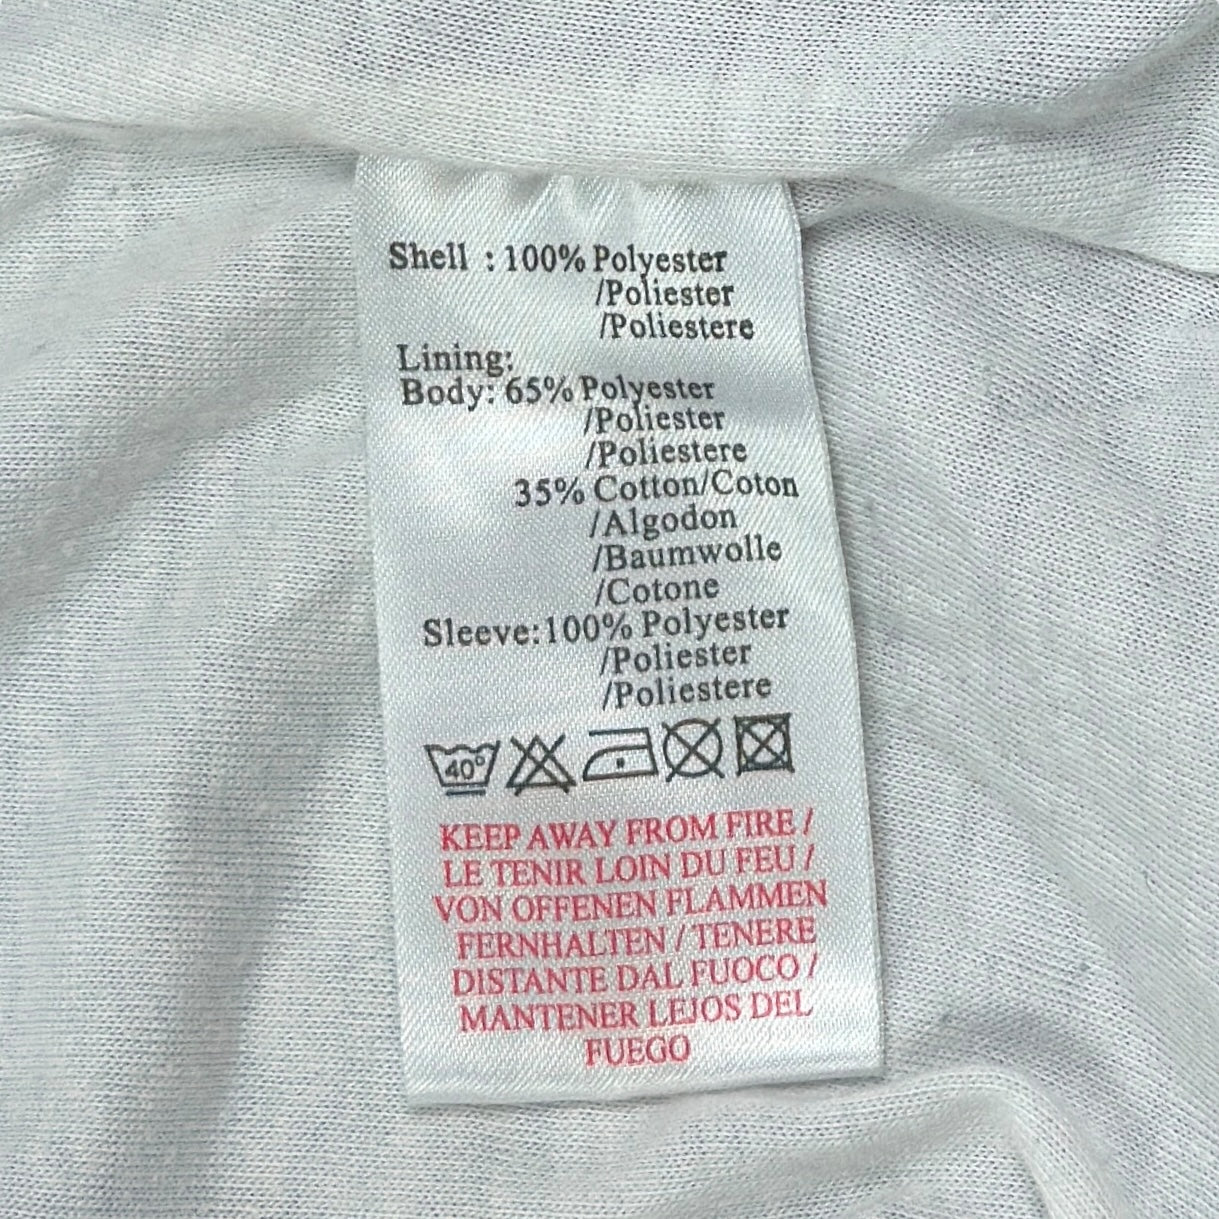 Shell : 100% Polyester
/Poliester
/Poliestere
Lining:
Body: 65% Polyester
/Poliester
/Poliestere
35% Cotton/Coton
/Algodon
/Baumwolle
/Cotone
Sleeve:100% Polyester
/Poliester
/Poliestere
40°
KEEP AWAY FROM FIRE /
LE TENIR LOIN DU FEU /
VON OFFENEN FLAMMEN
FERNHALTEN / TENERE
DISTANTE DAL FUOCO /
MANTENER LEJOS DEL
FUEGO